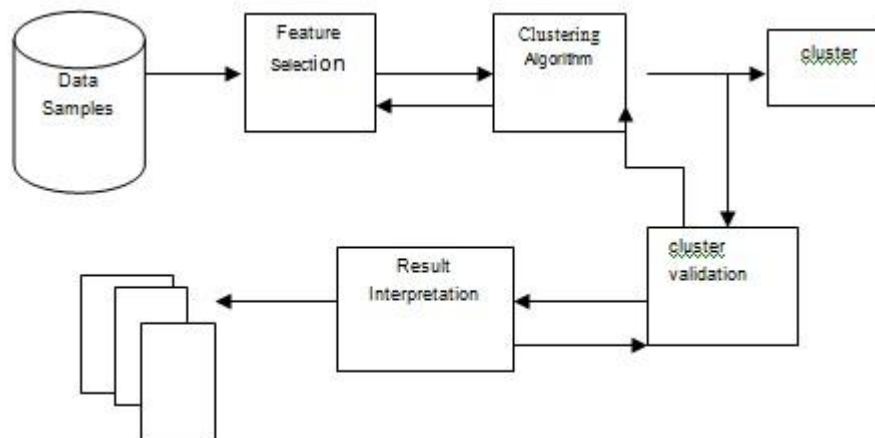 Data
Samples
Feature
Selection
Clustering
Algorithm
cluster
cluster
validation
Result
Interpretation